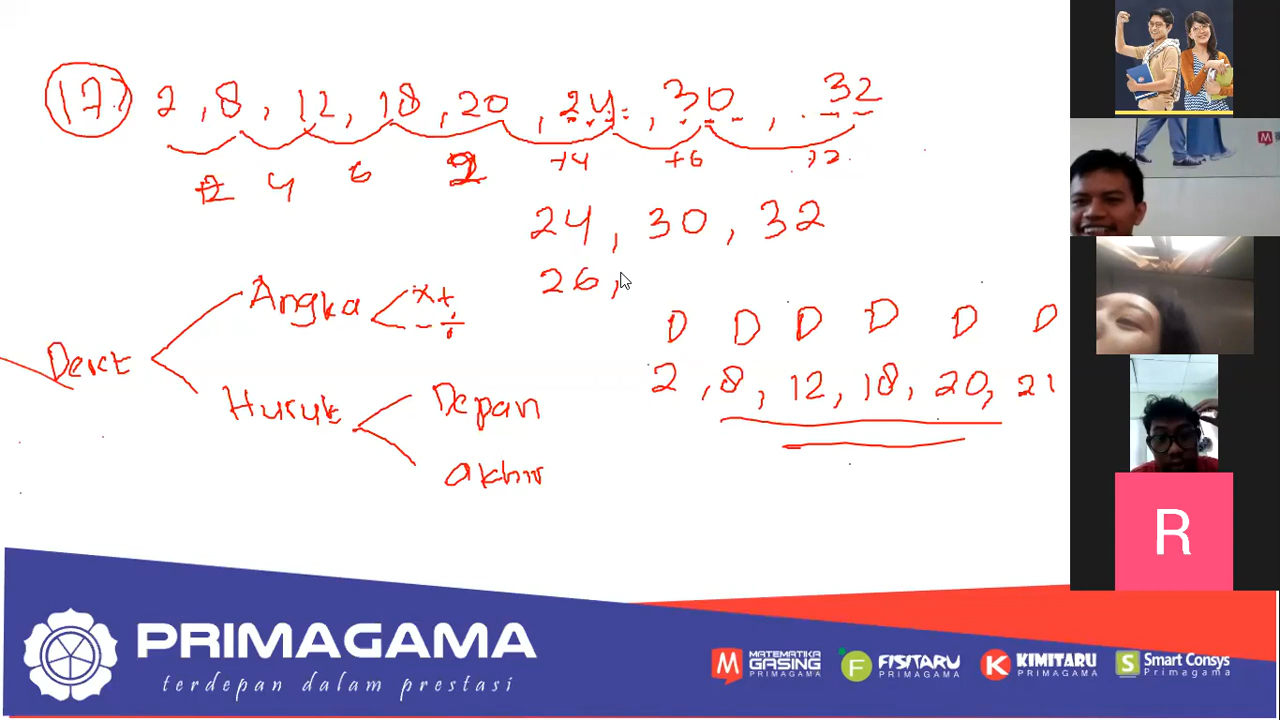 17. 2, 8, 12, 18, 20, 24, 30, 32
4 6 2 +4 +6 +2
24, 30, 32
26,
Angka x + - ÷
Deret
Huruf Depan
akhir
D D D D D D
2, 8, 12, 18, 20, 21
R
PRIMAGAMA
terdepan dalam prestasi
MATEMATIKA
GASING
PRIMAGAMA
F FISITARU
PRIMAGAMA
K KIMITARU
PRIMAGAMA
S Smart Consys
Primagama